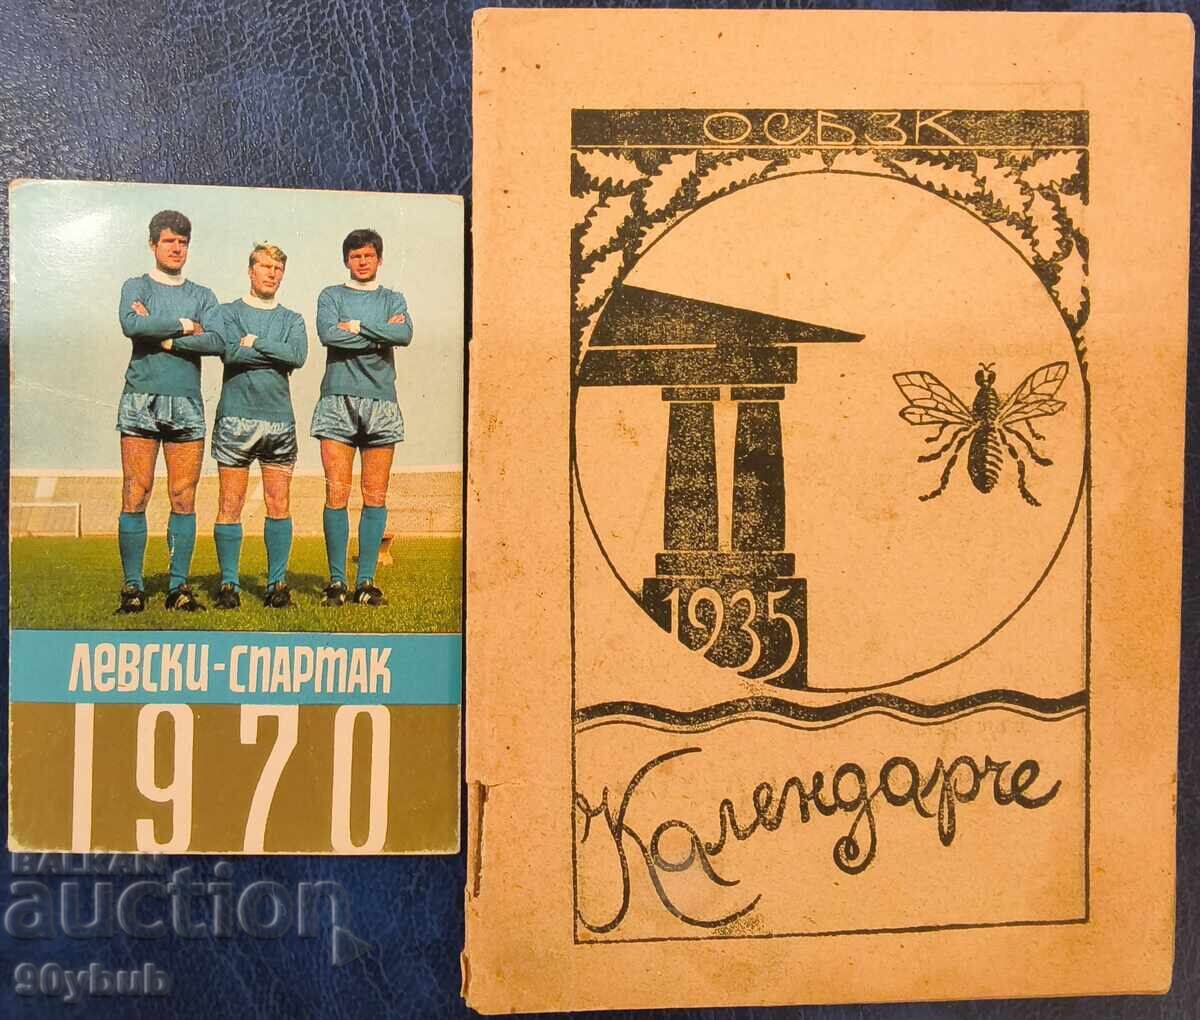 ЛЕВСКИ-СПАРТАК
1970
ОСБЗК
1935
Календарче
BALKAN
auction
90ybub